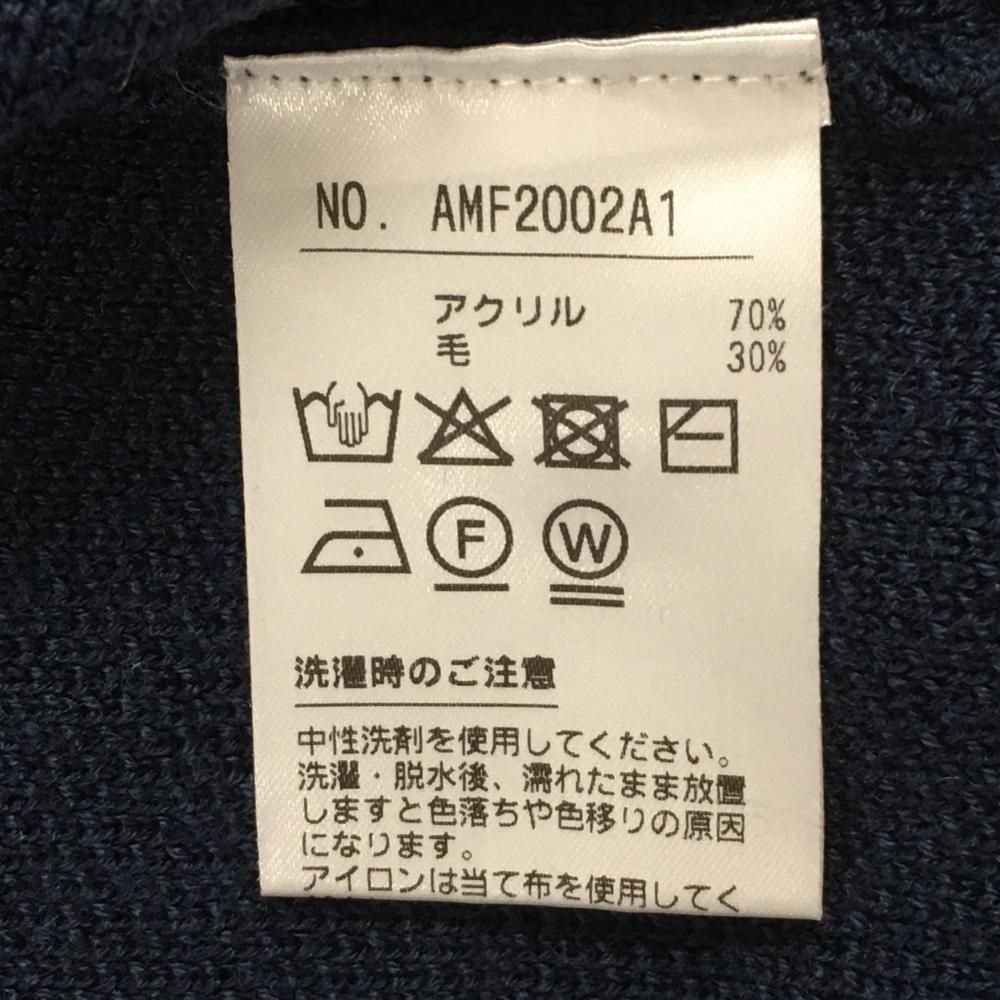 NO. AMF2002A1
アクリル 70%
毛 30%
F W
洗濯時のご注意
中性洗剤を使用してください。
洗濯・脱水後、濡れたまま放置
しますと色落ちや色移りの原因
になります。
アイロンは当て布を使用してく